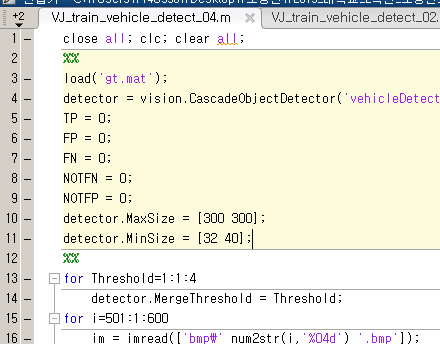 +2
VJ_train_vehicle_detect_04.m
VJ_train_vehicle_detect_02.
1 close all; clc; clear all;
2 %%
3 load('gt.mat');
4 detector = vision.CascadeObjectDetector('vehicleDetect
5 TP = 0;
6 FP = 0;
7 FN = 0;
8 NOTFN = 0;
9 NOTFP = 0;
10 detector.MaxSize = [300 300];
11 detector.MinSize = [32 40];
12 %%
13 for Threshold=1:1:4
14 detector.MergeThreshold = Threshold;
15 for i=501:1:600
16 im = imread(['bmp₩' num2str(i,'%04d') '.bmp']);